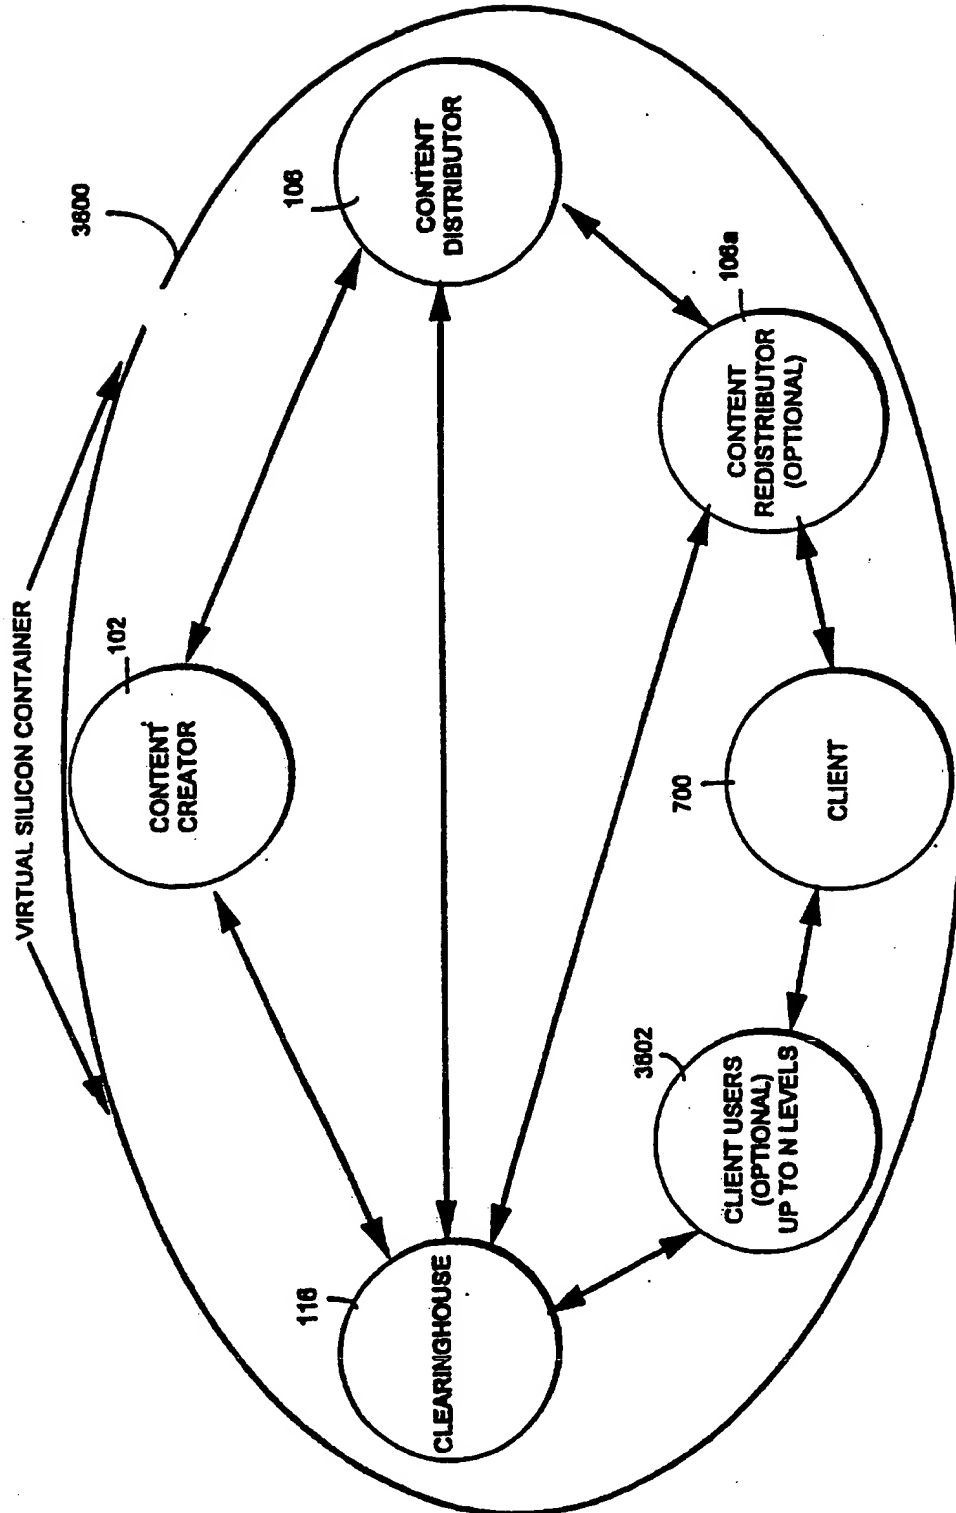 VIRTUAL SILICON CONTAINER
3600
102
CONTENT
CREATOR
116
CLEARINGHOUSE
106
CONTENT
DISTRIBUTOR
3602
CLIENT USERS
(OPTIONAL)
UP TO N LEVELS
700
CLIENT
106a
CONTENT
REDISTRIBUTOR
(OPTIONAL)